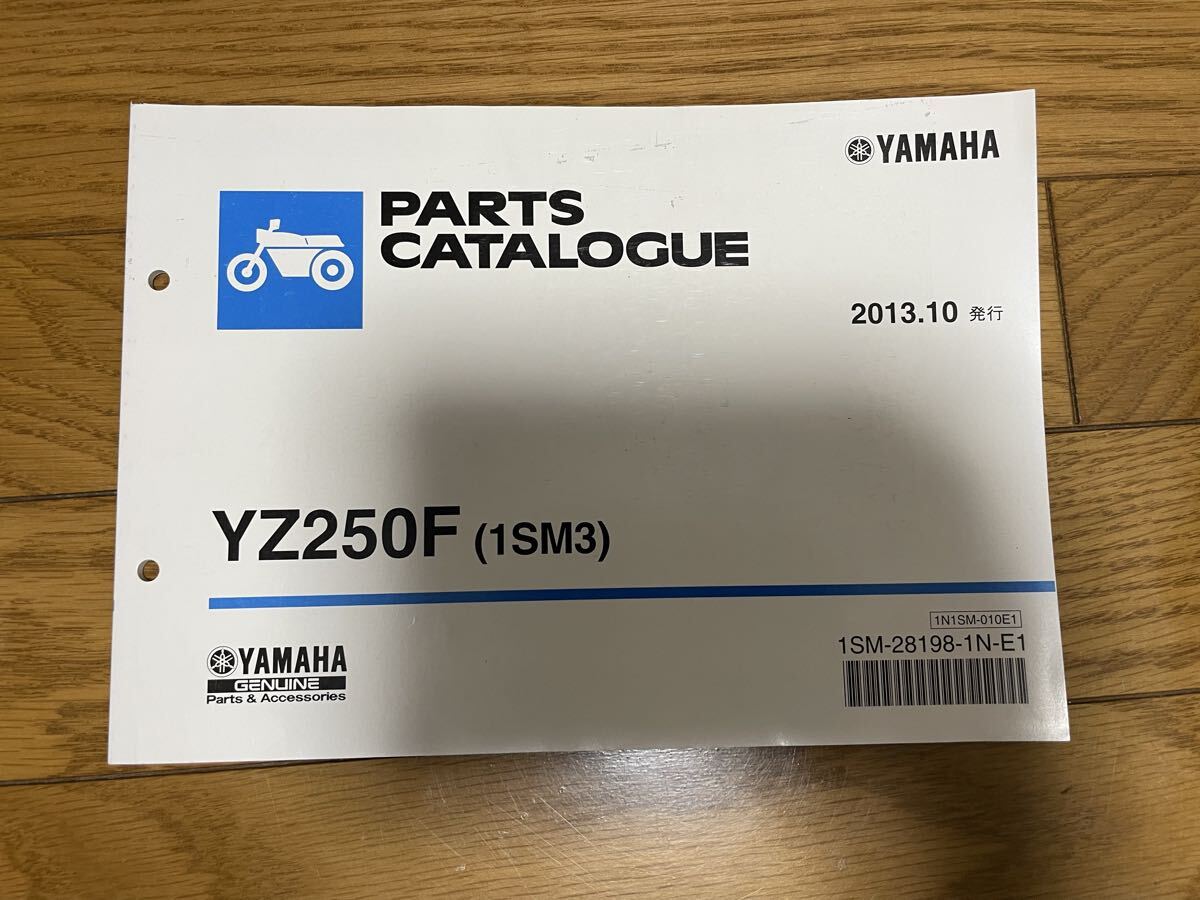 YAMAHA
PARTS
CATALOGUE
2013.10 発行
YZ250F (1SM3)
1N1SM-010E1
1SM-28198-1N-E1
YAMAHA
GENUINE
Parts & Accessories